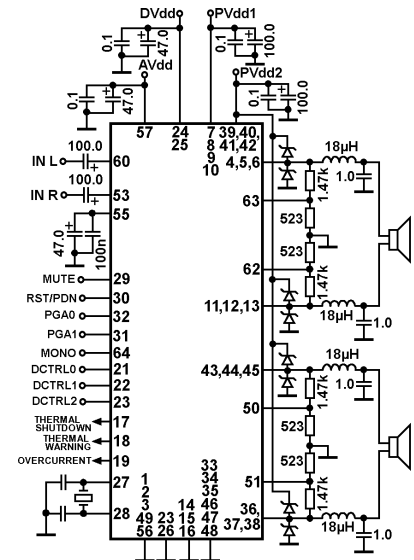 DVdd
PVdd1
0.1
47.0
0.1
100.0
AVdd
PVdd2
0.1
47.0
0.1
100.0
57
24
25
7
8
9
10
39,40,
41,42
18µH
IN L
100.0
60
4,5,6
1.47k
1.0
IN R
100.0
53
63
55
523
47.0
100n
523
62
1.47k
MUTE
29
RST/PDN
30
11,12,13
PGA0
32
18µH
1.0
PGA1
31
MONO
64
18µH
DCTRL0
21
43,44,45
1.47k
1.0
DCTRL1
22
DCTRL2
23
50
THERMAL
SHUTDOWN
17
523
THERMAL
WARNING
18
OVERCURRENT
19
523
27
1
2
3
49
56
23
26
14
15
16
33
34
35
46
47
48
51
1.47k
28
36,
37,38
18µH
1.0